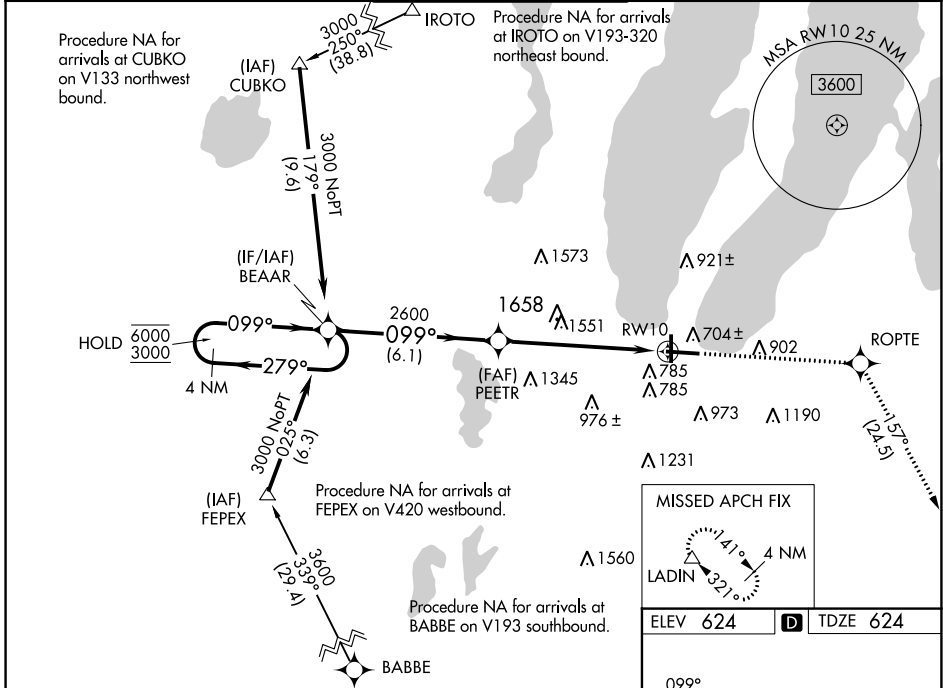 Procedure NA for
arrivals at CUBKO
on V133 northwest
bound.
3000
250°
(38.8)
IROTO
Procedure NA for arrivals
at IROTO on V193-320
northeast bound.
MSA RW10 25 NM
3600
(IAF)
CUBKO
3000 NoPT
179°
(9.6)
(IF/IAF)
BEAAR
HOLD
6000
3000
099°
279°
4 NM
2600
099°
(6.1)
1573
1658
1551
921±
RW10
704±
902
ROPTE
(FAF)
PEETR
1345
785
785
976 ±
973
1190
1231
157°
(24.5)
3000 NoPT
025°
(6.3)
(IAF)
FEPEX
Procedure NA for arrivals at
FEPEX on V420 westbound.
3600
339°
(29.4)
1560
Procedure NA for arrivals at
BABBE on V193 southbound.
BABBE
MISSED APCH FIX
141°
4 NM
LADIN
321°
ELEV 624
D
TDZE 624
099°